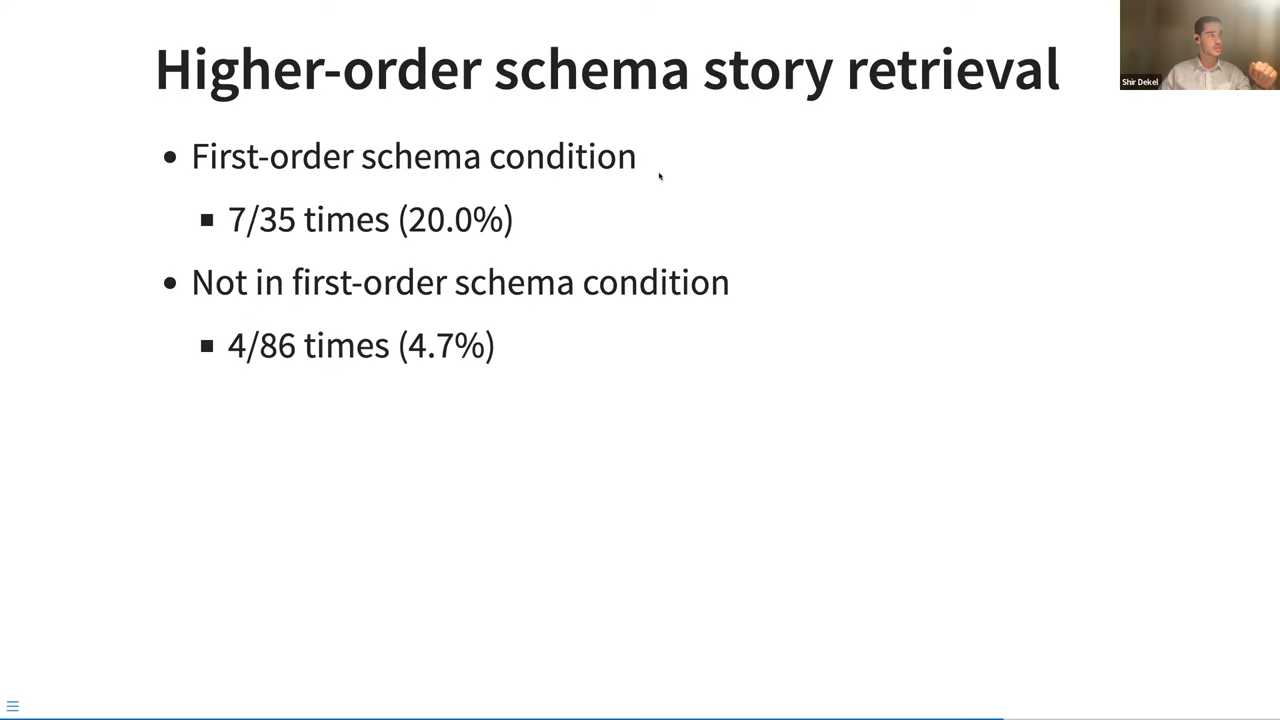 Higher-order schema story retrieval
Shir Dekel
• First-order schema condition
▪ 7/35 times (20.0%)
• Not in first-order schema condition
▪ 4/86 times (4.7%)